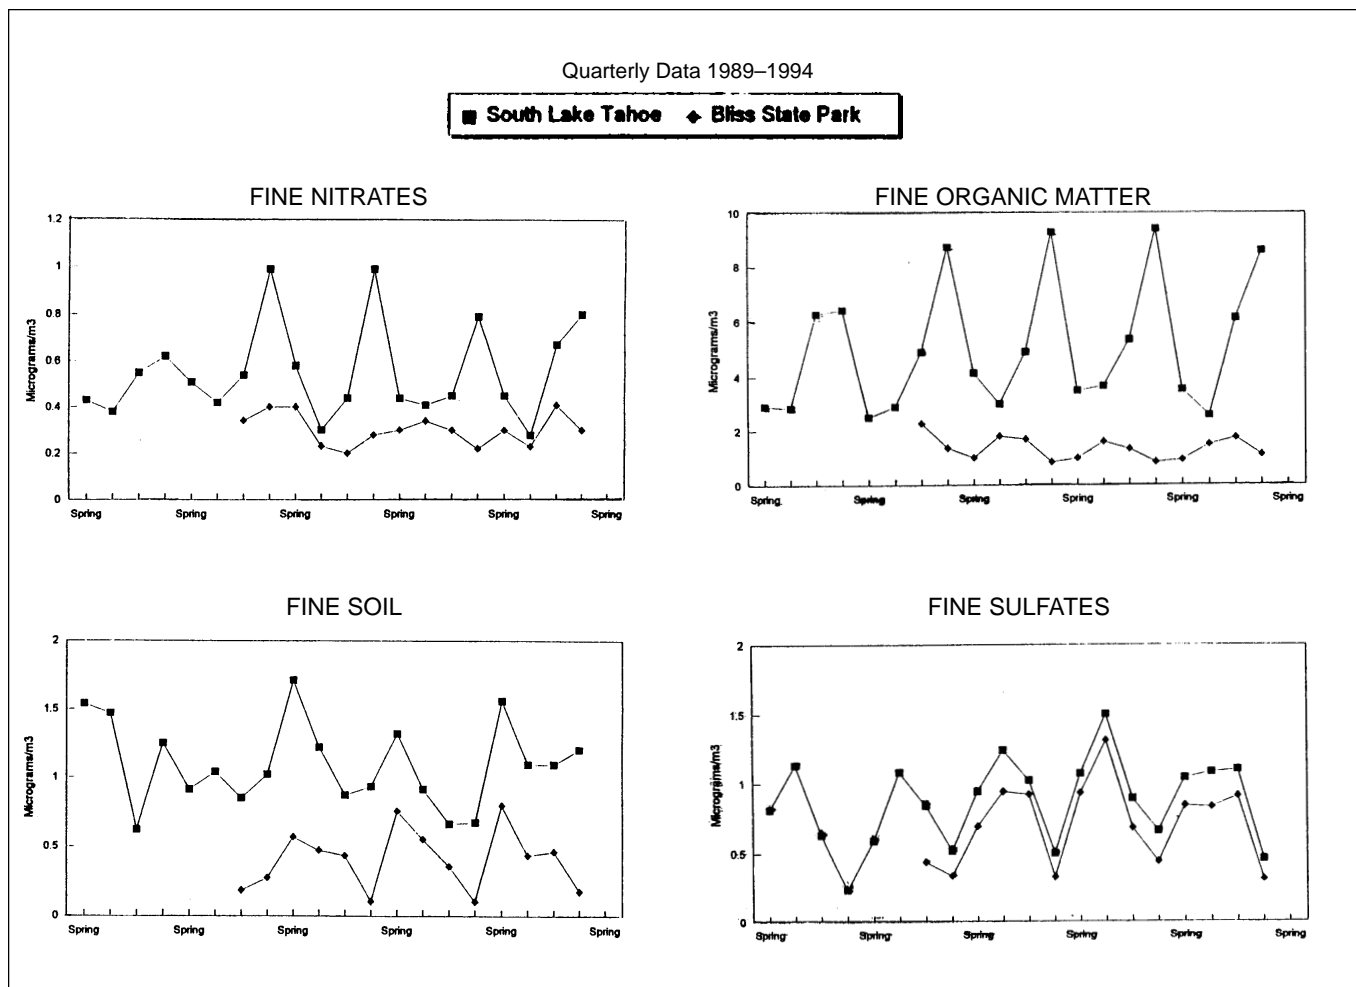 Quarterly Data 1989–1994
South Lake Tahoe Bliss State Park
FINE NITRATES
Micrograms/m3
1.2
1
0.8
0.6
0.4
0.2
0
Spring Spring Spring Spring Spring Spring
FINE ORGANIC MATTER
Micrograms/m3
10
8
6
4
2
0
Spring Spring Spring Spring Spring Spring
FINE SOIL
Micrograms/m3
2
1.5
1
0.5
0
Spring Spring Spring Spring Spring Spring
FINE SULFATES
Micrograms/m3
2
1.5
1
0.5
0
Spring Spring Spring Spring Spring Spring